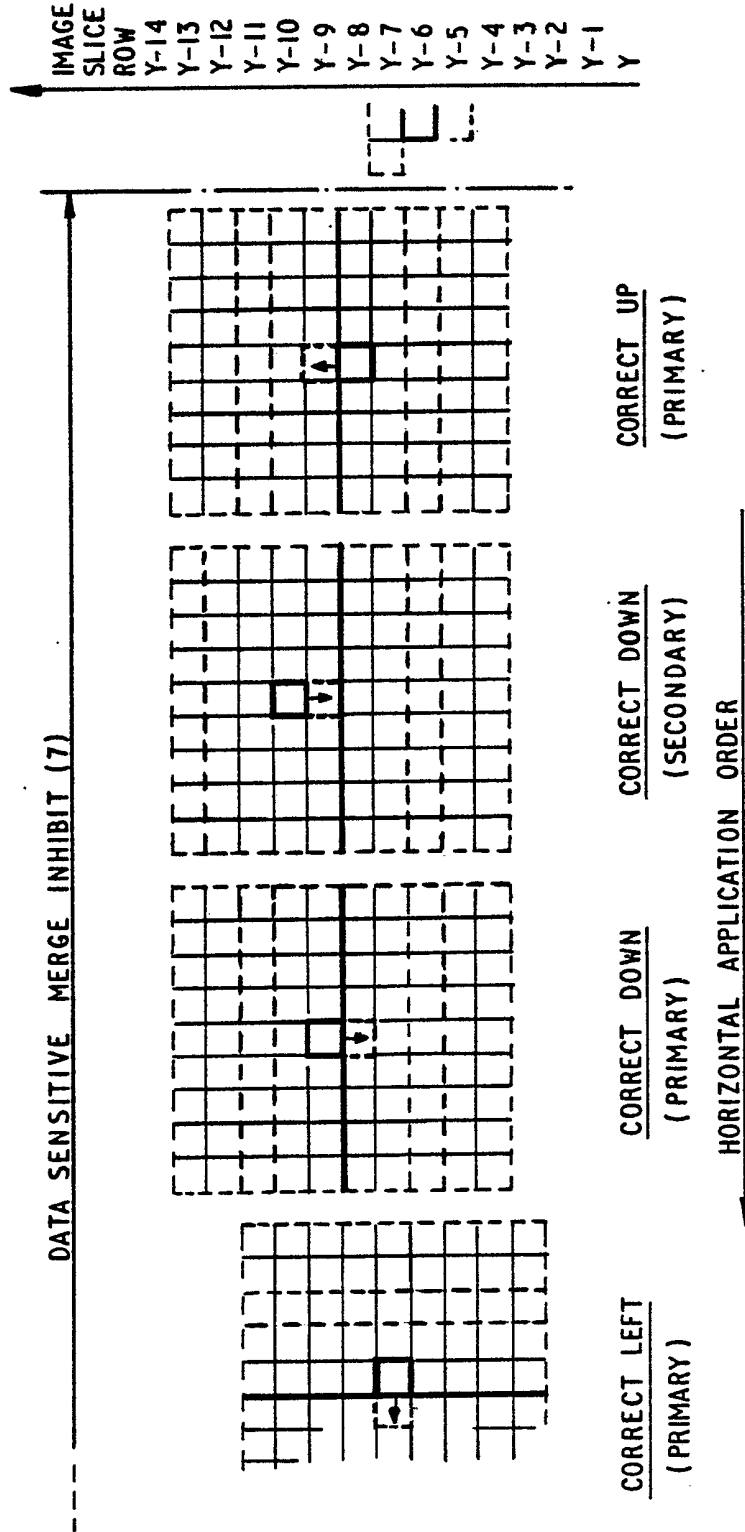 DATA SENSITIVE MERGE INHIBIT (7)
IMAGE
SLICE
ROW
Y-14
Y-13
Y-12
Y-11
Y-10
Y-9
Y-8
Y-7
Y-6
Y-5
Y-4
Y-3
Y-2
Y-1
Y
CORRECT LEFT
(PRIMARY)
CORRECT DOWN
(PRIMARY)
CORRECT DOWN
(SECONDARY)
CORRECT UP
(PRIMARY)
HORIZONTAL APPLICATION ORDER